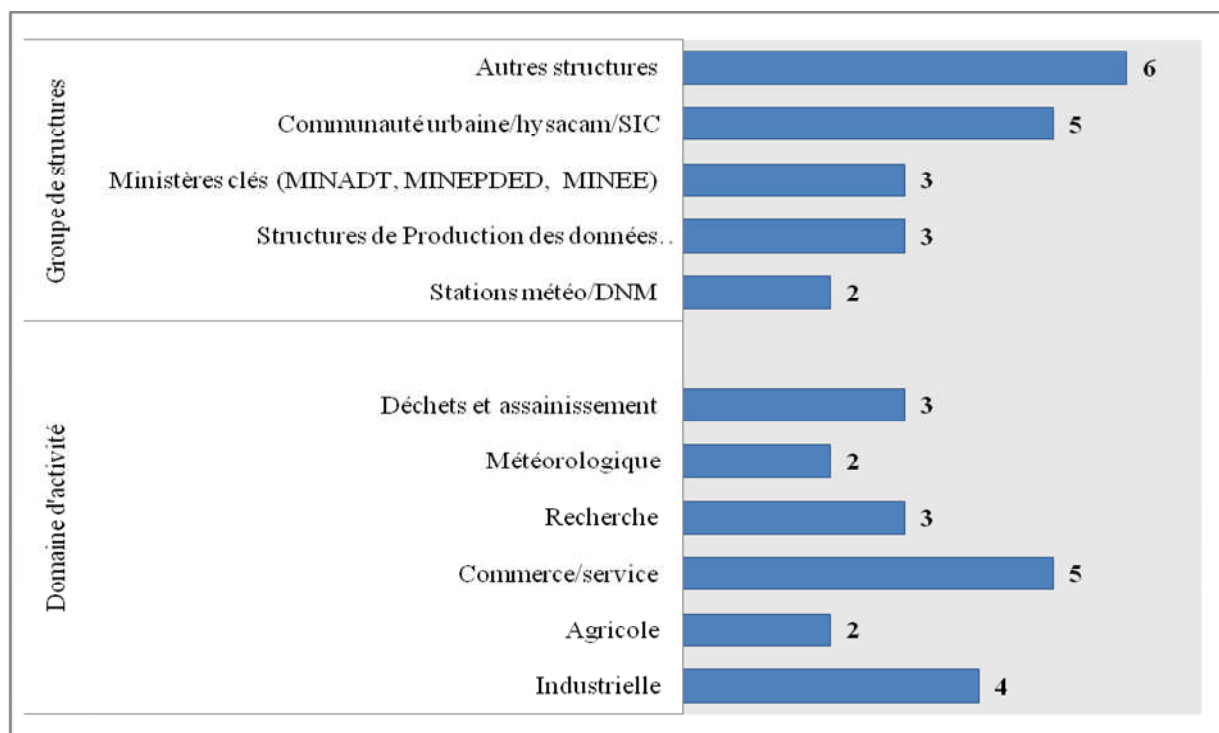 Groupe de structures
Autres structures 6
Communauté urbaine/hysacam/SIC 5
Ministères clés (MINADT, MINEPDED, MINEE) 3
Structures de Production des données.. 3
Stations météo/DNM 2
Domaine d'activité
Déchets et assainissement 3
Météorologique 2
Recherche 3
Commerce/service 5
Agricole 2
Industrielle 4